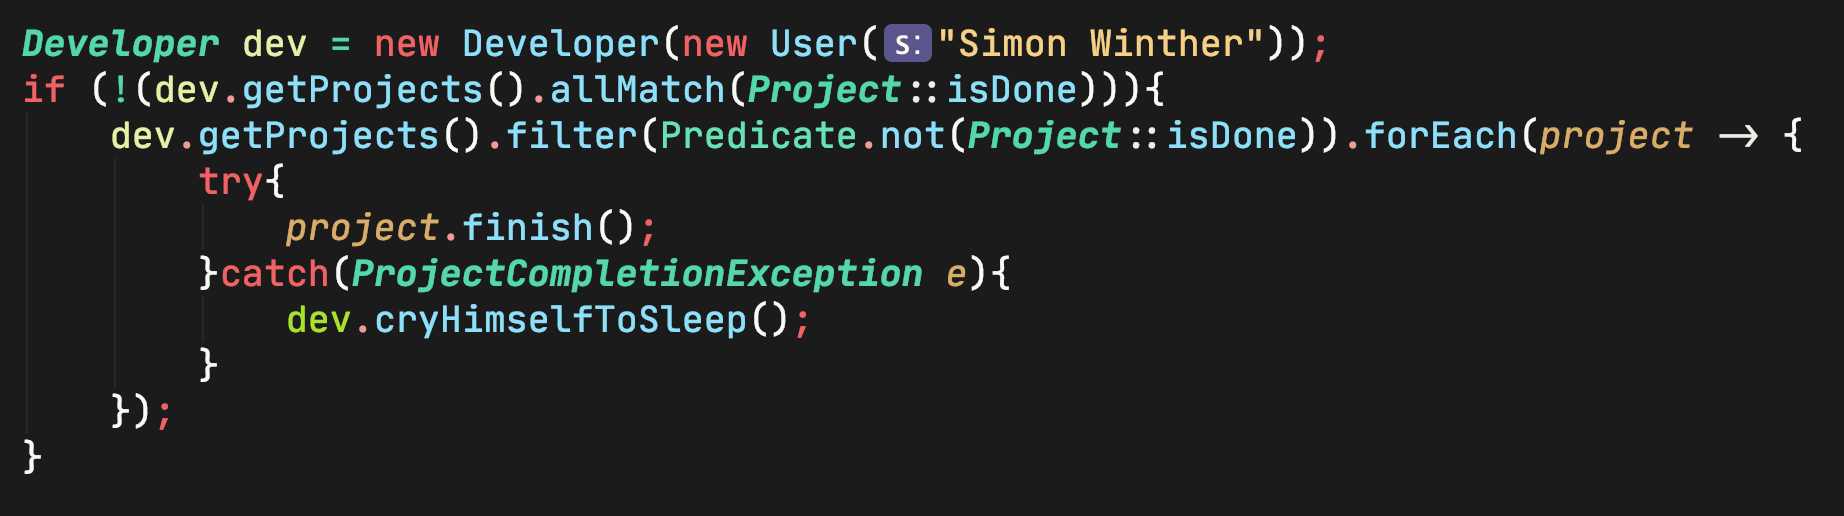 Developer dev = new Developer(new User(s: "Simon Winther"));
if (!(dev.getProjects().allMatch(Project::isDone))){
    dev.getProjects().filter(Predicate.not(Project::isDone)).forEach(project -> {
        try{
            project.finish();
        }catch(ProjectCompletionException e){
            dev.cryHimselfToSleep();
        }
    });
}